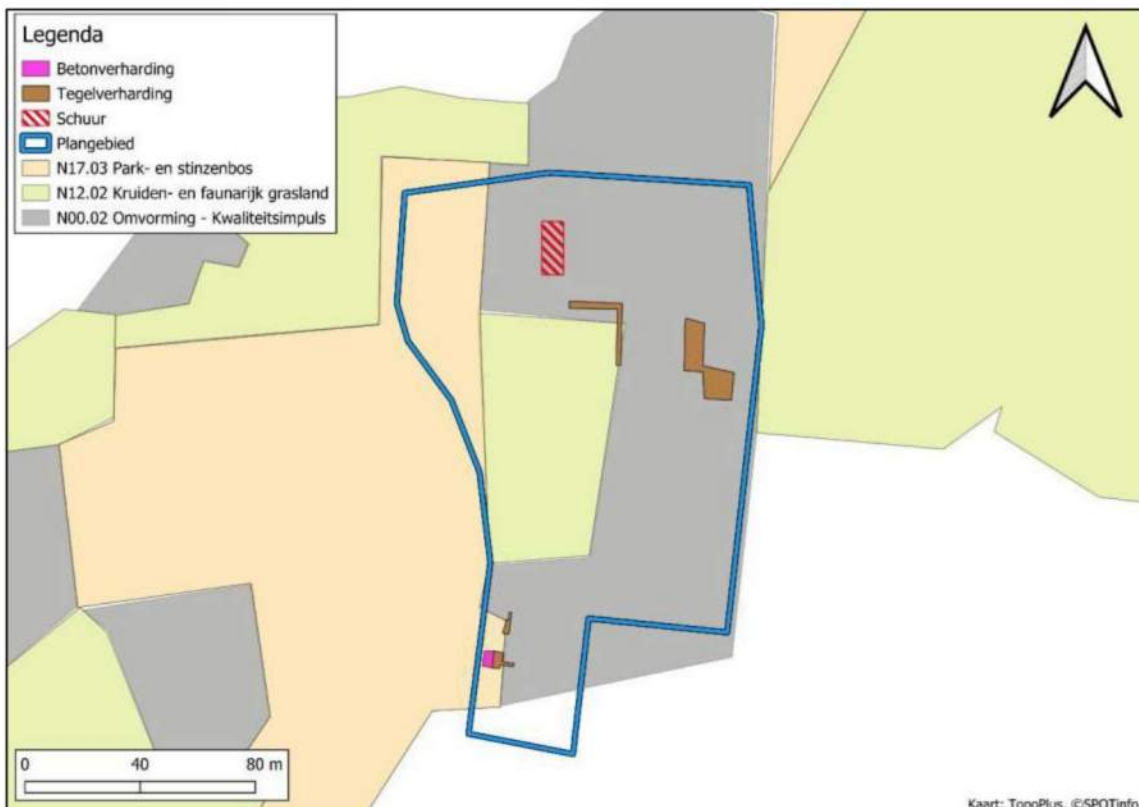 Legenda
Betonverharding
Tegelverharding
Schuur
Plangebied
N17.03 Park- en stinzenbos
N12.02 Kruiden- en faunarijk grasland
N00.02 Omvorming - Kwaliteitsimpuls
0 40 80 m
Kaart: TopoPlus, ©SPOTinfo